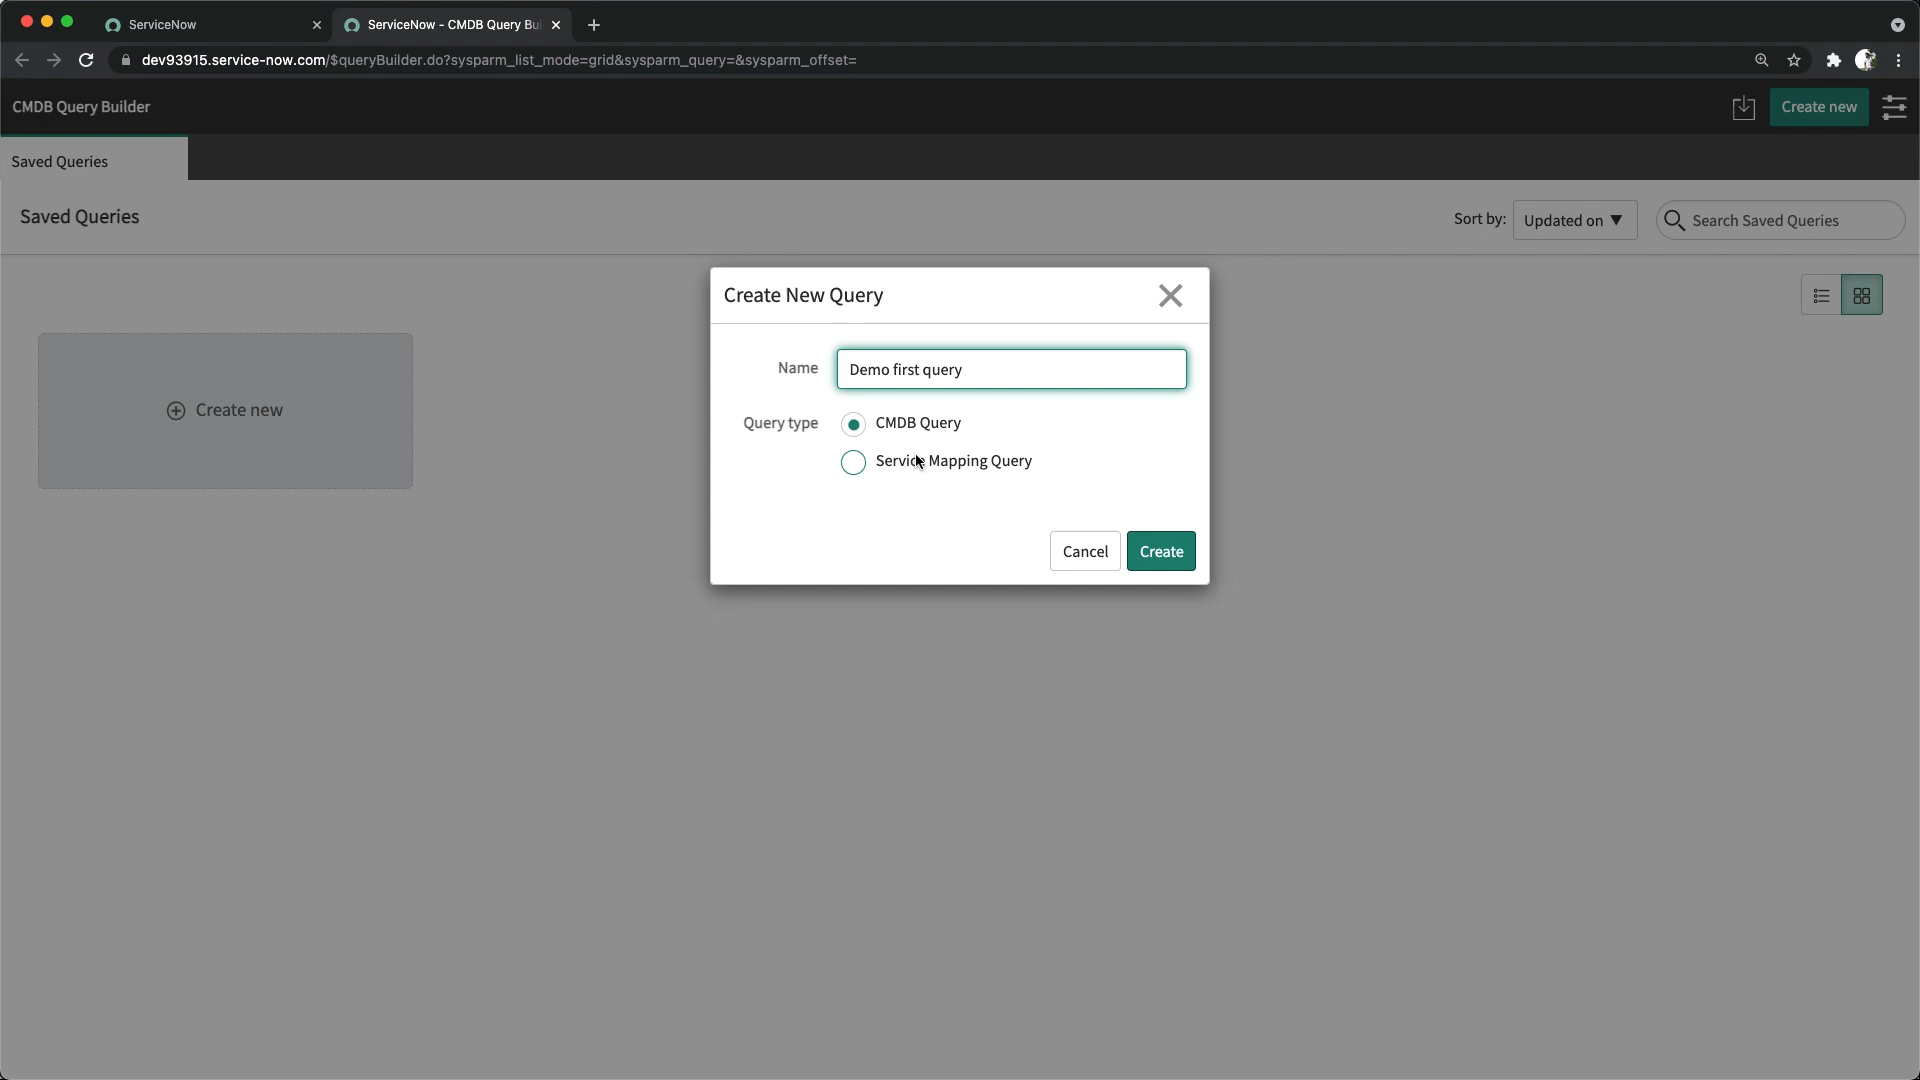 ServiceNow
ServiceNow - CMDB Query Bui
dev93915.service-now.com/$queryBuilder.do?sysparm_list_mode=grid&sysparm_query=&sysparm_offset=
CMDB Query Builder
Create new
Saved Queries
Saved Queries
Sort by:
Updated on
Search Saved Queries
Create New Query
Name
Demo first query
Query type
CMDB Query
Service Mapping Query
Create new
Cancel
Create